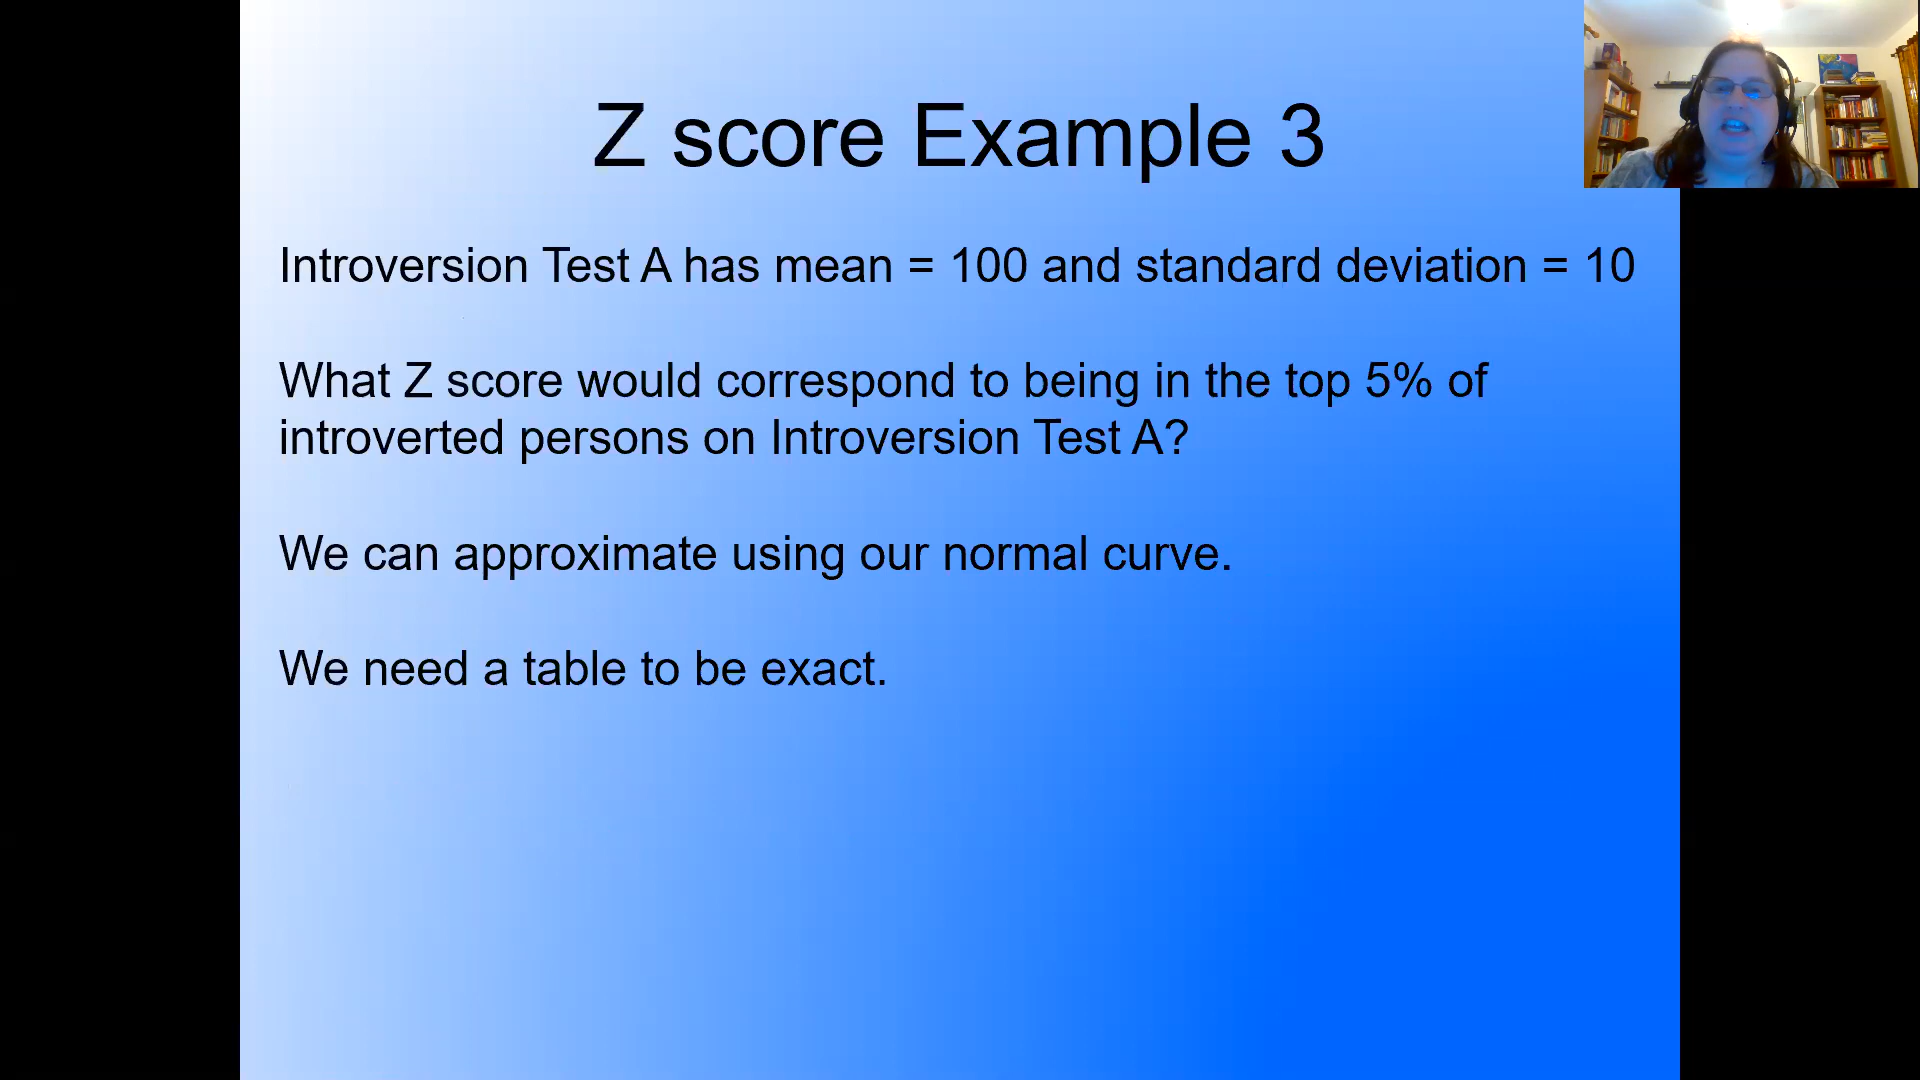 Z score Example 3
Introversion Test A has mean = 100 and standard deviation = 10
What Z score would correspond to being in the top 5% of
introverted persons on Introversion Test A?
We can approximate using our normal curve.
We need a table to be exact.